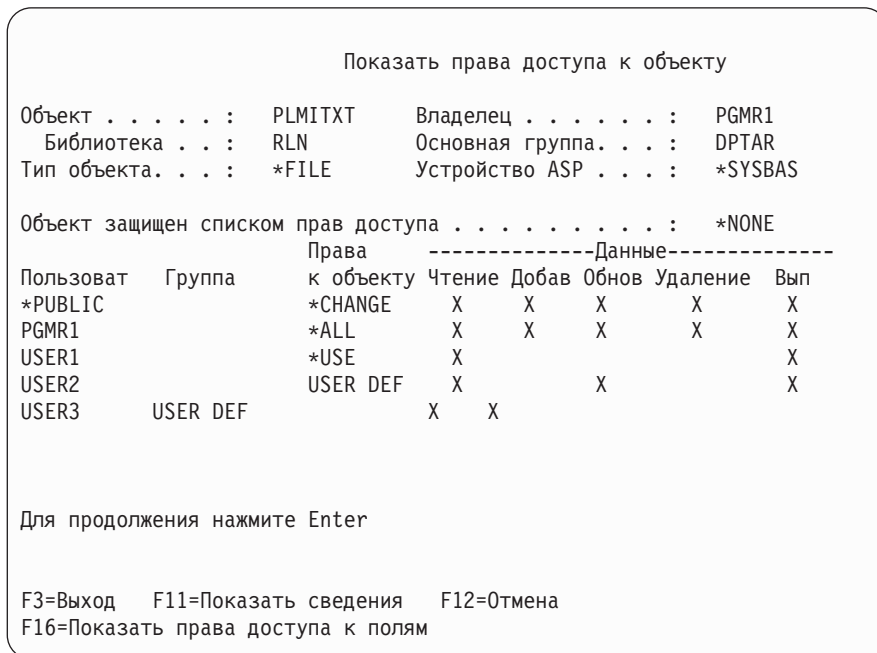 Показать права доступа к объекту
Объект . . . . . : PLMITXT Владелец . . . . . . : PGMR1
Библиотека . . : RLN Основная группа. . . : DPTAR
Тип объекта. . . : *FILE Устройство ASP . . . : *SYSBAS
Объект защищен списком прав доступа . . . . . . . . . . : *NONE
Права --------------Данные--------------
Пользоват Группа к объекту Чтение Добав Обнов Удаление Вып
*PUBLIC *CHANGE X X X X X
PGMR1 *ALL X X X X X
USER1 *USE X X
USER2 USER DEF X X X
USER3 USER DEF X X
Для продолжения нажмите Enter
F3=Выход F11=Показать сведения F12=Отмена
F16=Показать права доступа к полям